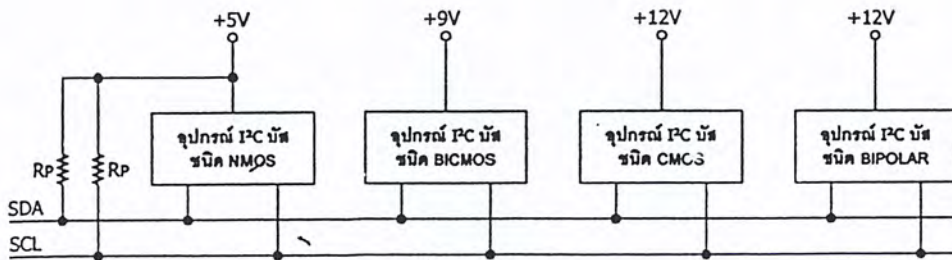 +5V
+9V
+12V
+12V
อุปกรณ์ I²C บัส
ชนิด NMOS
อุปกรณ์ I²C บัส
ชนิด BICMOS
อุปกรณ์ I²C บัส
ชนิด CMOS
อุปกรณ์ I²C บัส
ชนิด BIPOLAR
RP
RP
SDA
SCL